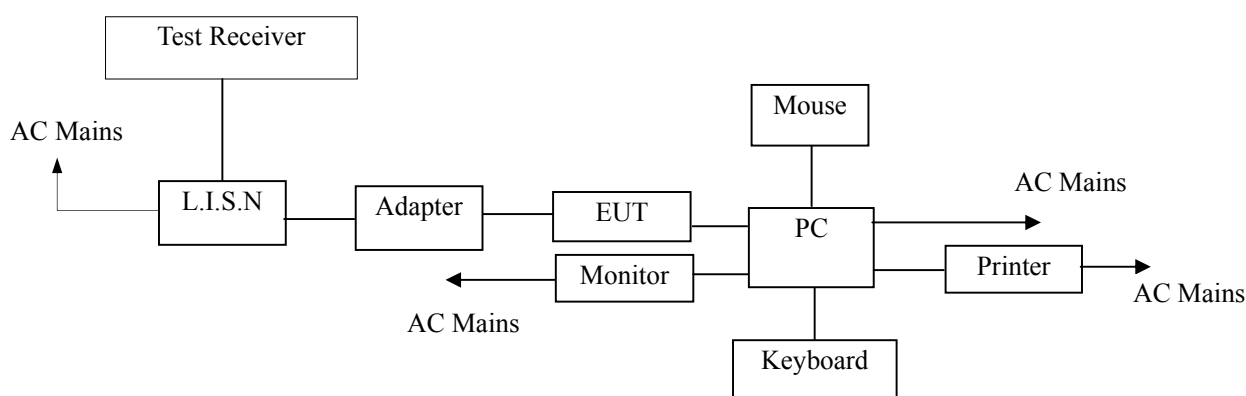 Test Receiver
Mouse
AC Mains
AC Mains
L.I.S.N
Adapter
EUT
PC
Monitor
Printer
AC Mains
AC Mains
Keyboard